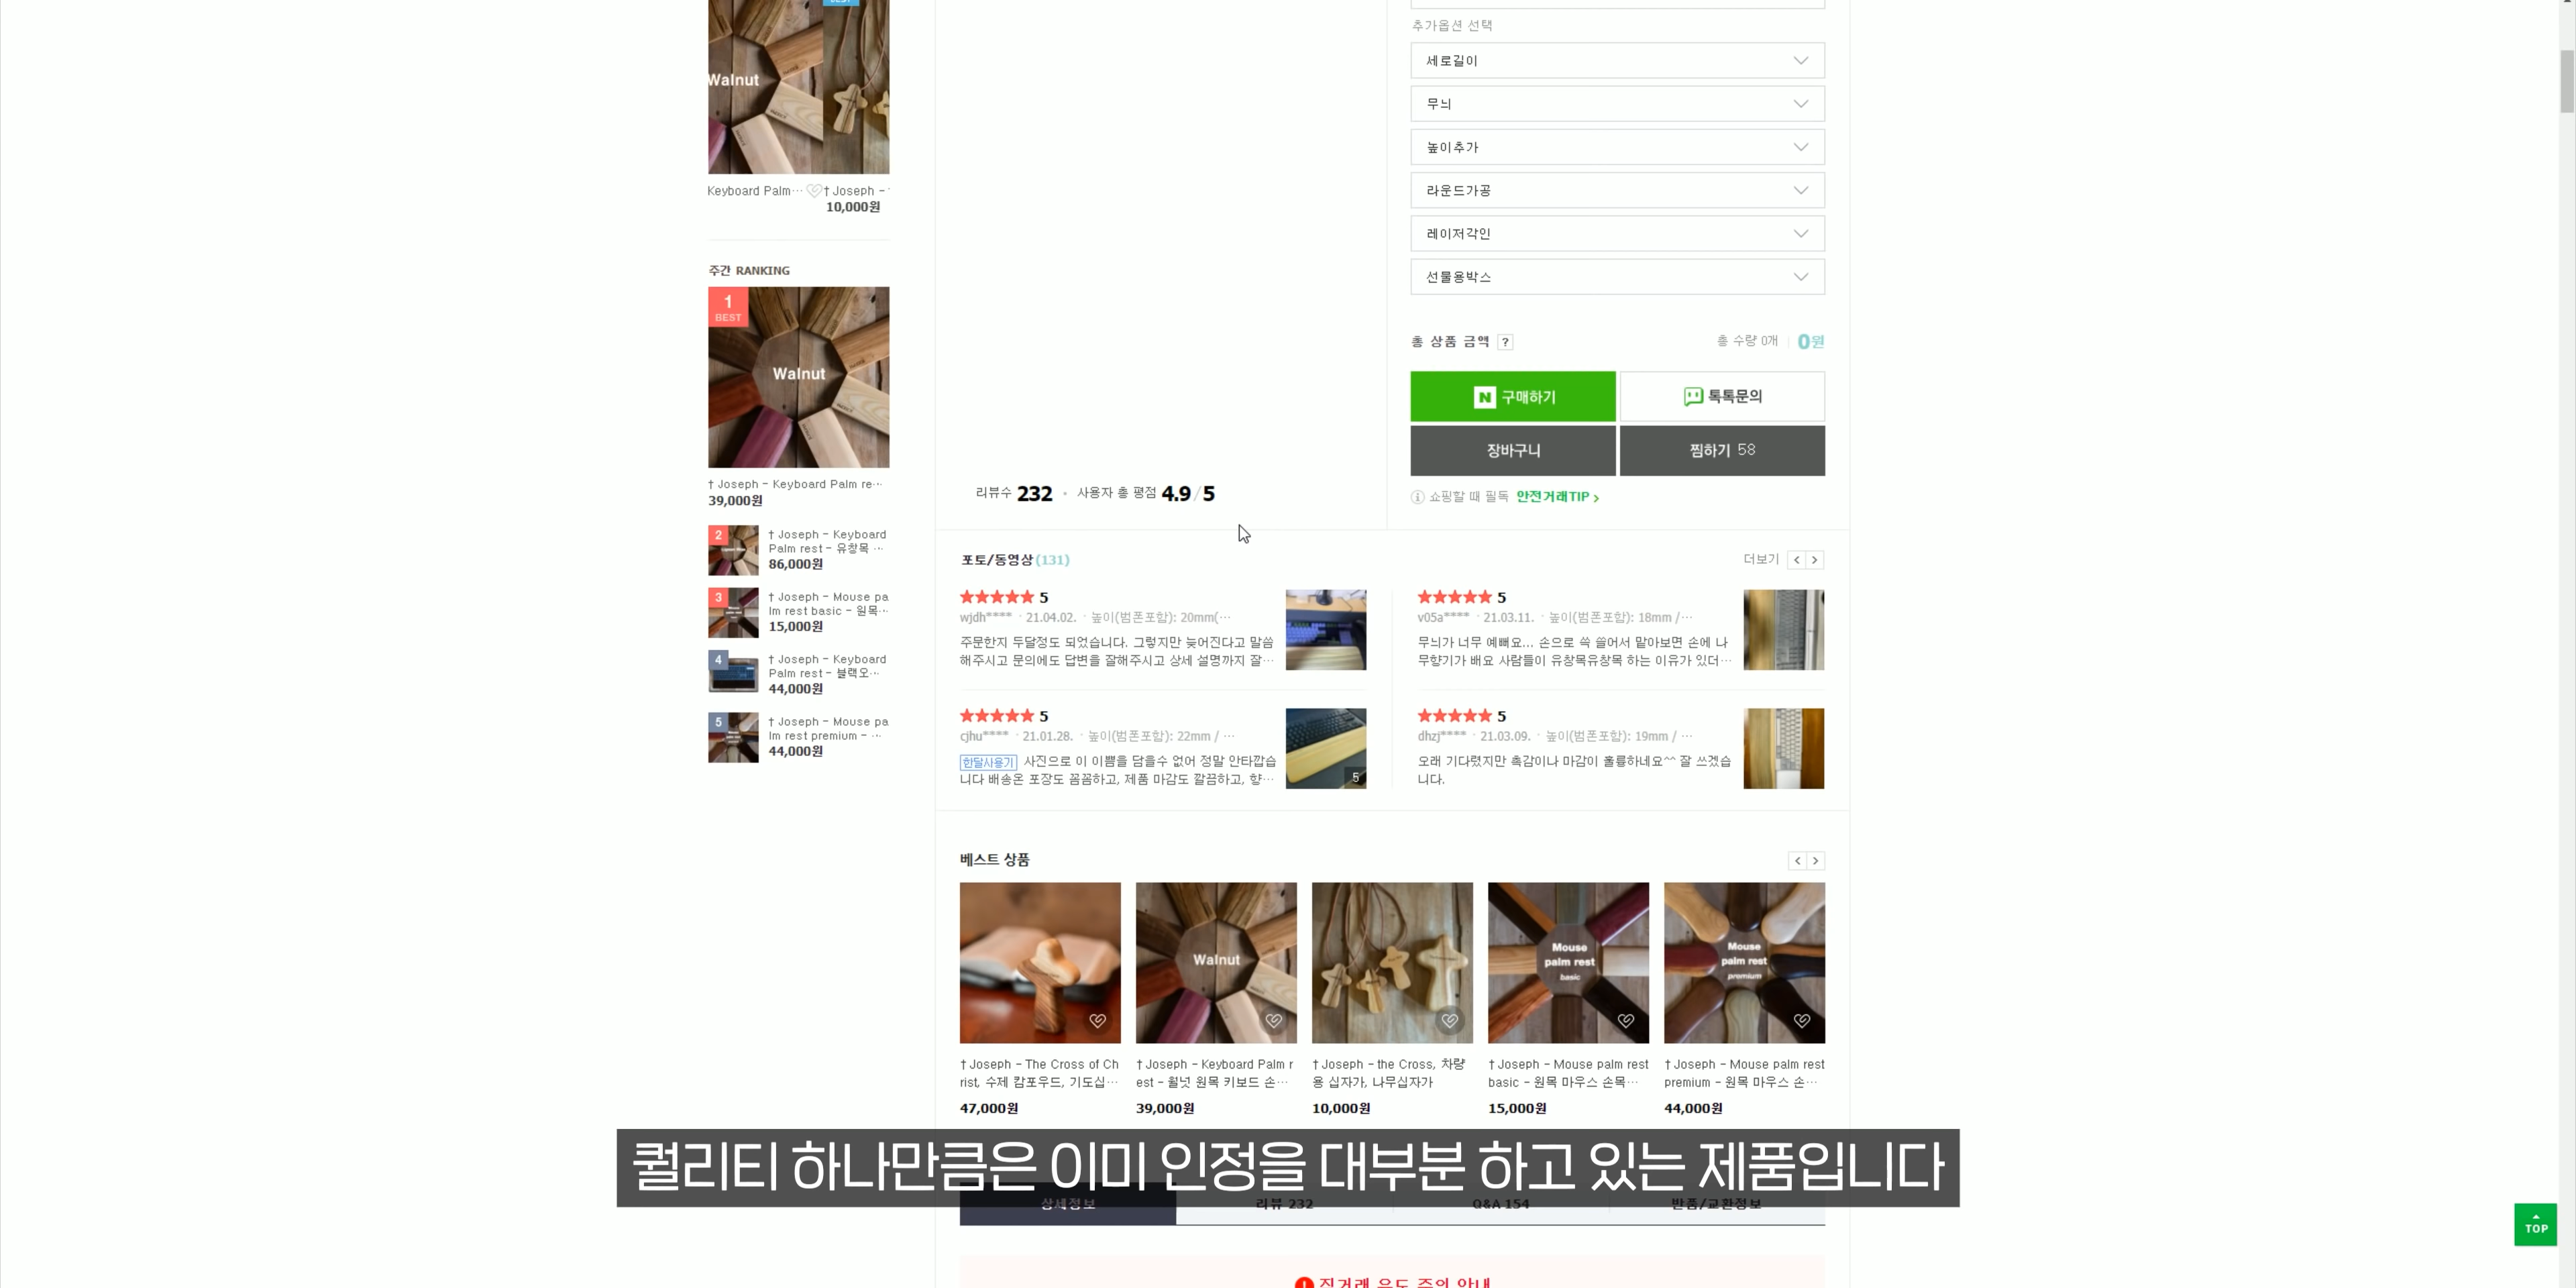 BEST
Walnut
Keyboard Palm…
† Joseph -
10,000원
주간 RANKING
1
BEST
Walnut
† Joseph - Keyboard Palm re…
39,000원
2
† Joseph - Keyboard
Palm rest - 유창목 …
86,000원
3
† Joseph - Mouse pa
lm rest basic - 원목…
15,000원
4
† Joseph - Keyboard
Palm rest - 블랙오…
44,000원
5
† Joseph - Mouse pa
lm rest premium - …
44,000원
추가옵션 선택
세로길이
무늬
높이추가
라운드가공
레이저각인
선물용박스
총 상품 금액 ?
총 수량 0개
0원
N 구매하기
톡톡문의
장바구니
찜하기 58
쇼핑할 때 필독 안전거래TIP >
리뷰수 232 · 사용자 총 평점 4.9 / 5
포토/동영상(131)
더보기 < >
★★★★★ 5
wjdh**** · 21.04.02. · 높이(범폰포함): 20mm(…
주문한지 두달정도 되었습니다. 그렇지만 늦어진다고 말씀
해주시고 문의에도 답변을 잘해주시고 상세 설명까지 잘…
★★★★★ 5
v05a**** · 21.03.11. · 높이(범폰포함): 18mm /…
무늬가 너무 예뻐요... 손으로 쓱 쓸어서 맡아보면 손에 나
무향기가 배요 사람들이 유창목유창목 하는 이유가 있더…
★★★★★ 5
cjhu**** · 21.01.28. · 높이(범폰포함): 22mm / …
한달사용기 사진으로 이 이쁨을 담을수 없어 정말 안타깝습
니다 배송온 포장도 꼼꼼하고, 제품 마감도 깔끔하고, 향…
5
★★★★★ 5
dhzj**** · 21.03.09. · 높이(범폰포함): 19mm / …
오래 기다렸지만 촉감이나 마감이 훌륭하네요^^ 잘 쓰겠습
니다.
베스트 상품
< >
† Joseph - The Cross of Ch
rist, 수제 캄포우드, 기도십…
47,000원
Walnut
† Joseph - Keyboard Palm r
est - 월넛 원목 키보드 손…
39,000원
† Joseph - the Cross, 차량
용 십자가, 나무십자가
10,000원
Mouse
palm rest
basic
† Joseph - Mouse palm rest
basic - 원목 마우스 손목…
15,000원
Mouse
palm rest
premium
† Joseph - Mouse palm rest
premium - 원목 마우스 손…
44,000원
퀄리티 하나만큼은 이미 인정을 대부분 하고 있는 제품입니다
상세정보
리뷰 232
Q&A 154
반품/교환정보
직거래 유도 주의 안내
TOP